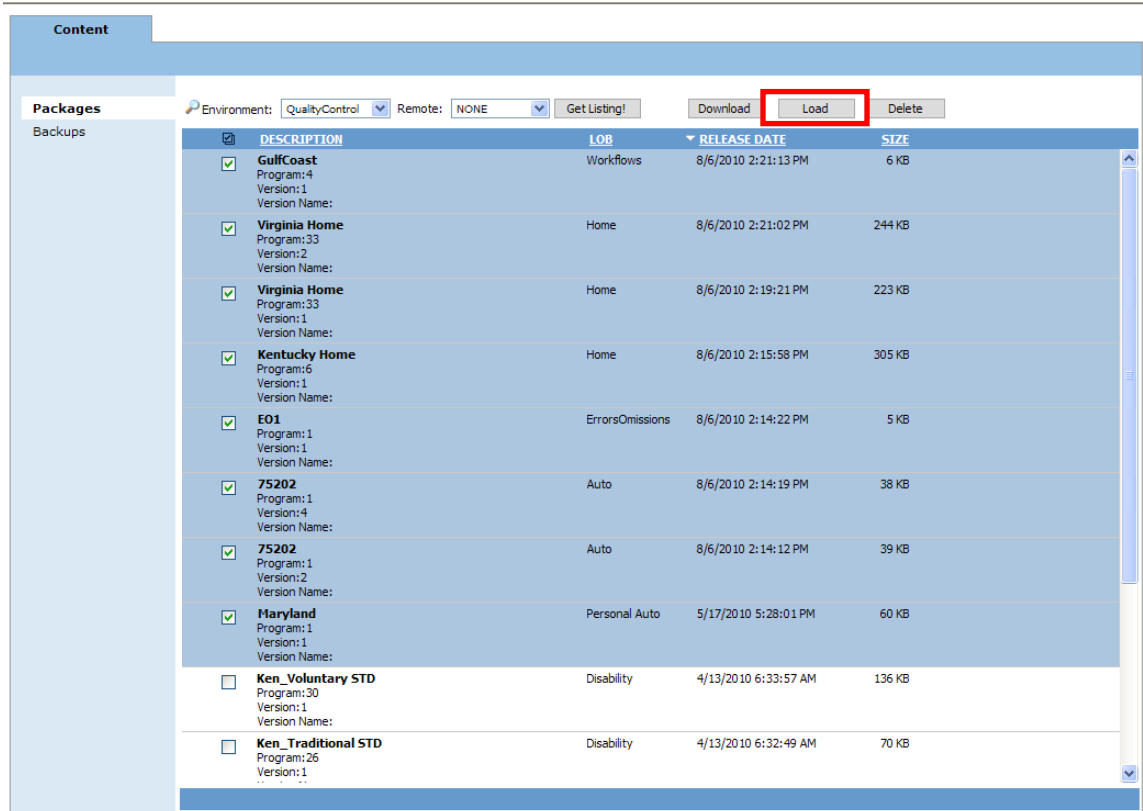 Content
Packages
Backups
Environment: QualityControl Remote: NONE Get Listing! Download Load Delete
DESCRIPTION LOB RELEASE DATE SIZE
GulfCoast Workflows 8/6/2010 2:21:13 PM 6 KB
Program:4
Version:1
Version Name:
Virginia Home Home 8/6/2010 2:21:02 PM 244 KB
Program:33
Version:2
Version Name:
Virginia Home Home 8/6/2010 2:19:21 PM 223 KB
Program:33
Version:1
Version Name:
Kentucky Home Home 8/6/2010 2:15:58 PM 305 KB
Program:6
Version:1
Version Name:
EO1 ErrorsOmissions 8/6/2010 2:14:22 PM 5 KB
Program:1
Version:1
Version Name:
75202 Auto 8/6/2010 2:14:19 PM 38 KB
Program:1
Version:4
Version Name:
75202 Auto 8/6/2010 2:14:12 PM 39 KB
Program:1
Version:2
Version Name:
Maryland Personal Auto 5/17/2010 5:28:01 PM 60 KB
Program:1
Version:1
Version Name:
Ken_Voluntary STD Disability 4/13/2010 6:33:57 AM 136 KB
Program:30
Version:1
Version Name:
Ken_Traditional STD Disability 4/13/2010 6:32:49 AM 70 KB
Program:26
Version:1